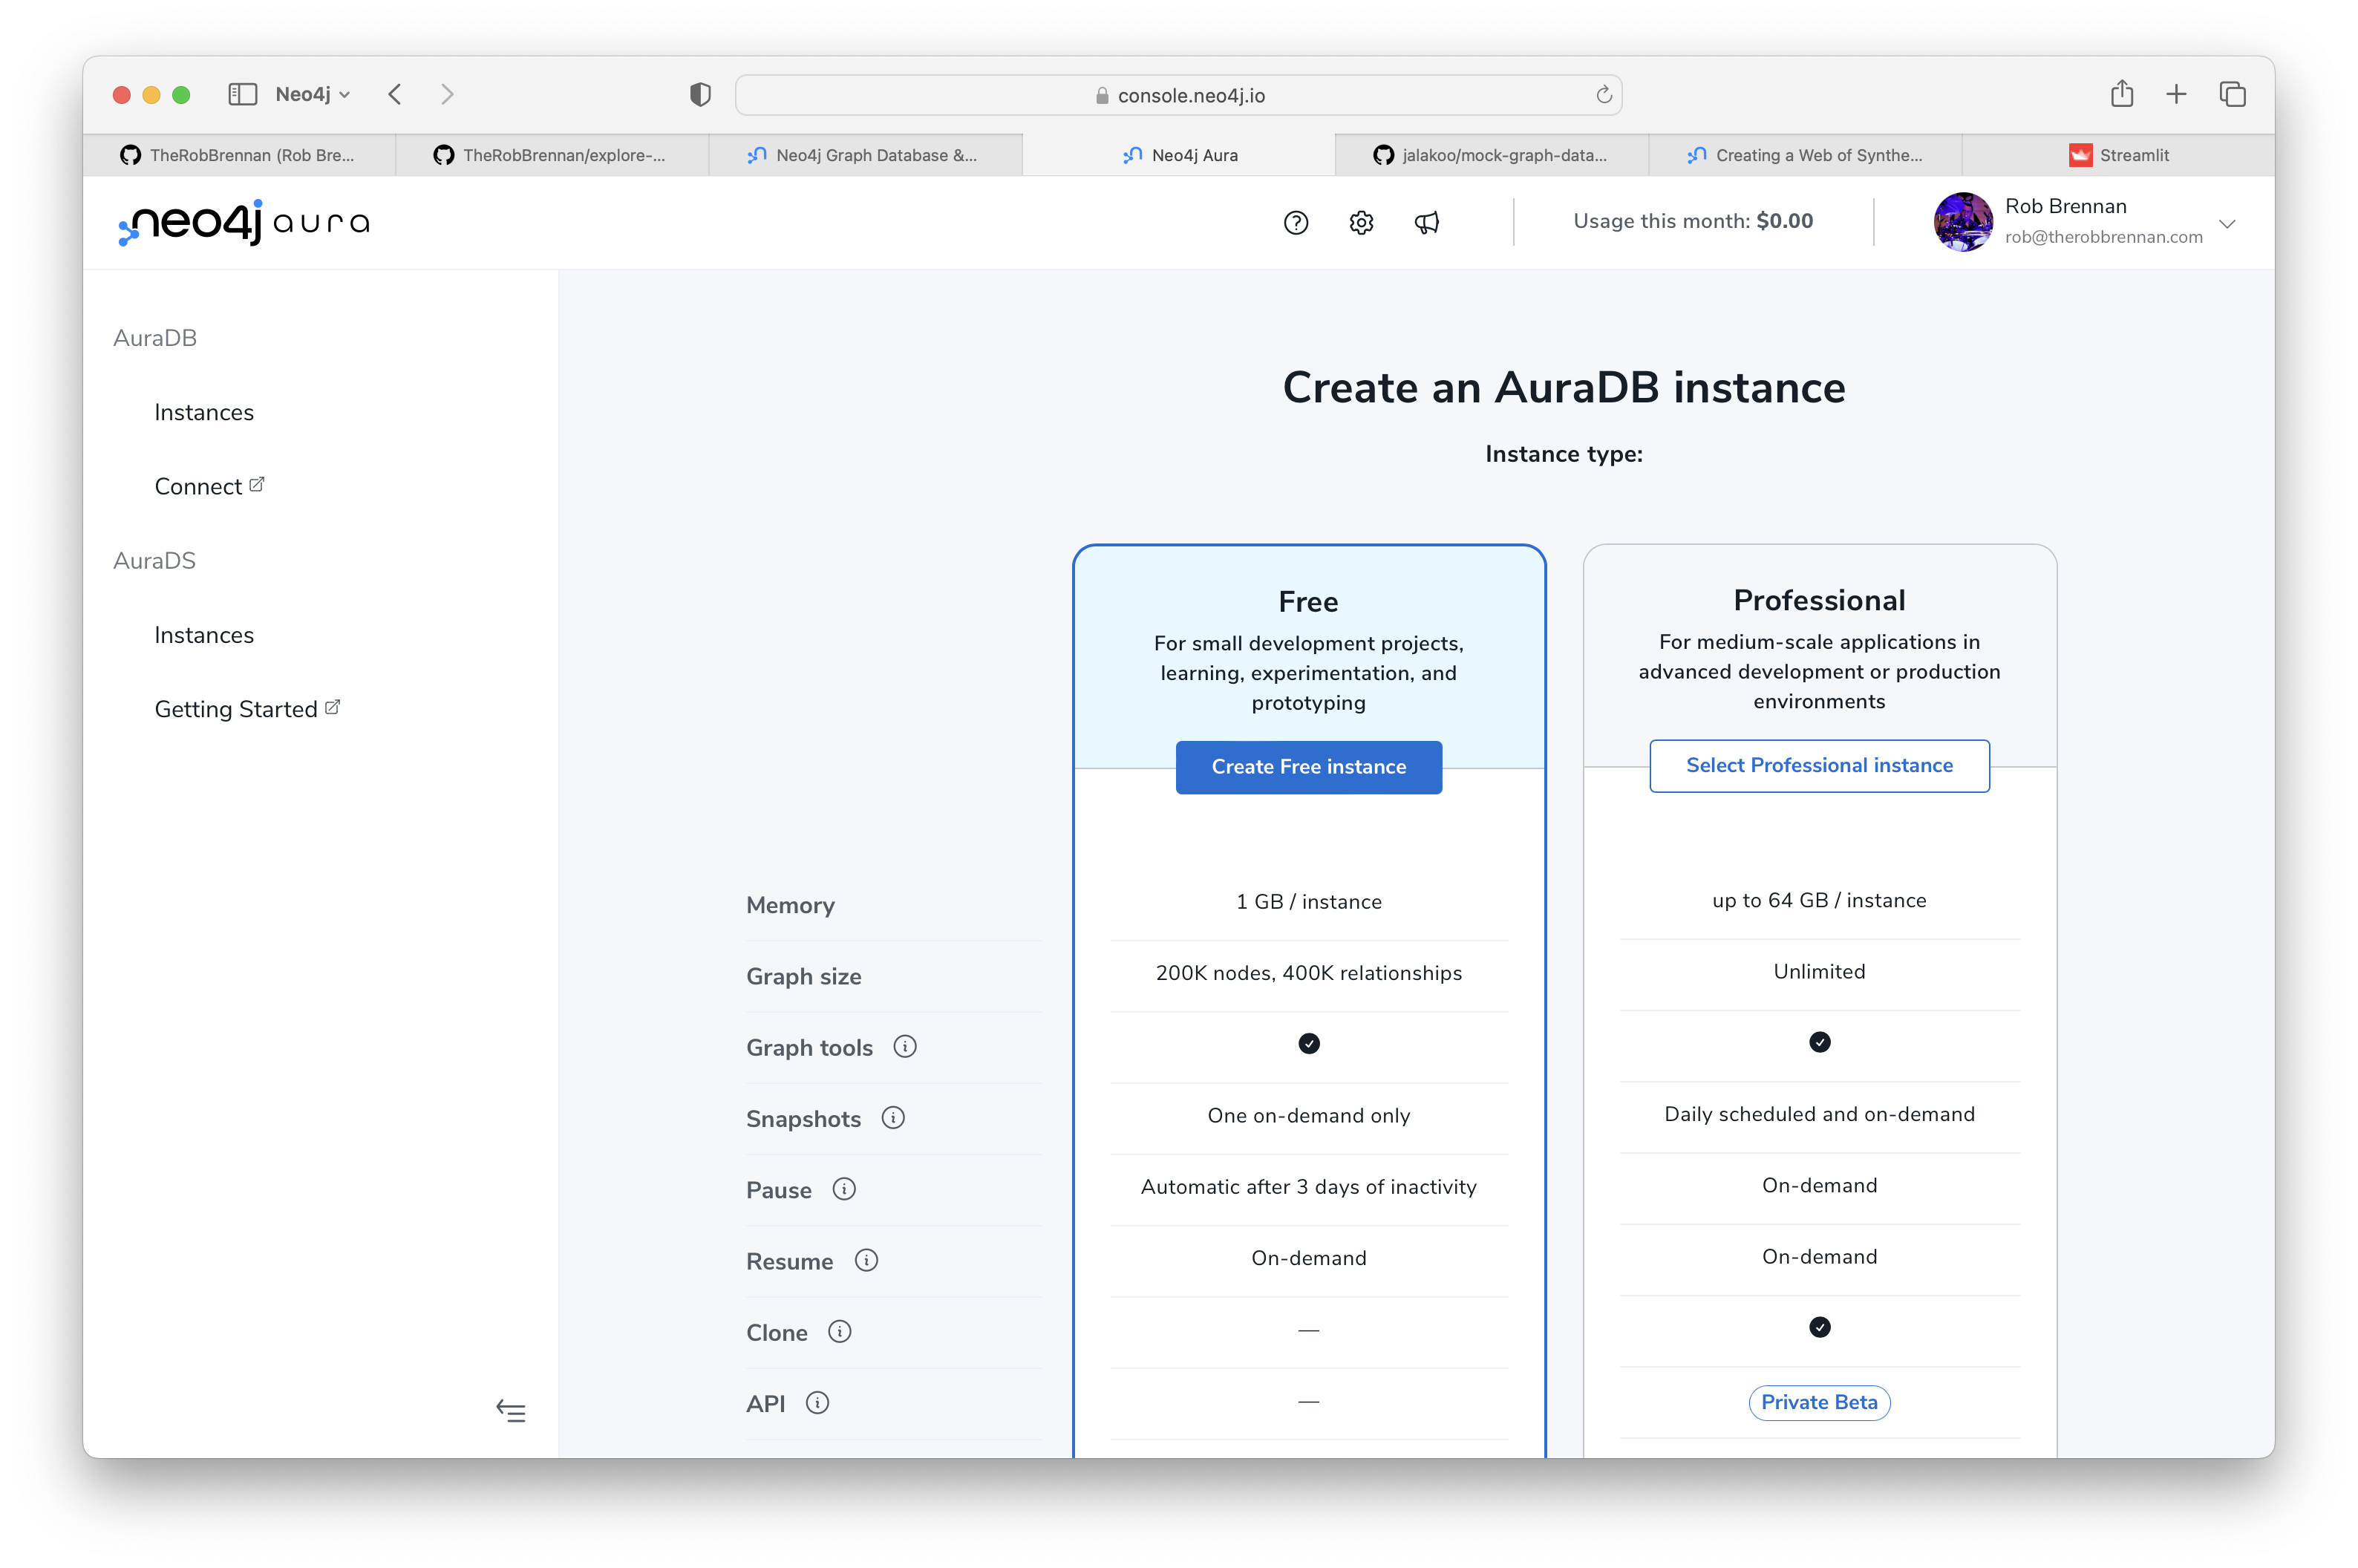 Neo4j
console.neo4j.io
TheRobBrennan (Rob Bre...
TheRobBrennan/explore-...
Neo4j Graph Database &...
Neo4j Aura
jalakoo/mock-graph-data...
Creating a Web of Synthe...
Streamlit
neo4j aura
Usage this month: $0.00
Rob Brennan
rob@therobbrennan.com
AuraDB
Instances
Connect
AuraDS
Instances
Getting Started
Create an AuraDB instance
Instance type:
Free
For small development projects,
learning, experimentation, and
prototyping
Create Free instance
Professional
For medium-scale applications in
advanced development or production
environments
Select Professional instance
Memory
1 GB / instance
up to 64 GB / instance
Graph size
200K nodes, 400K relationships
Unlimited
Graph tools
Snapshots
One on-demand only
Daily scheduled and on-demand
Pause
Automatic after 3 days of inactivity
On-demand
Resume
On-demand
On-demand
Clone
—
API
—
Private Beta